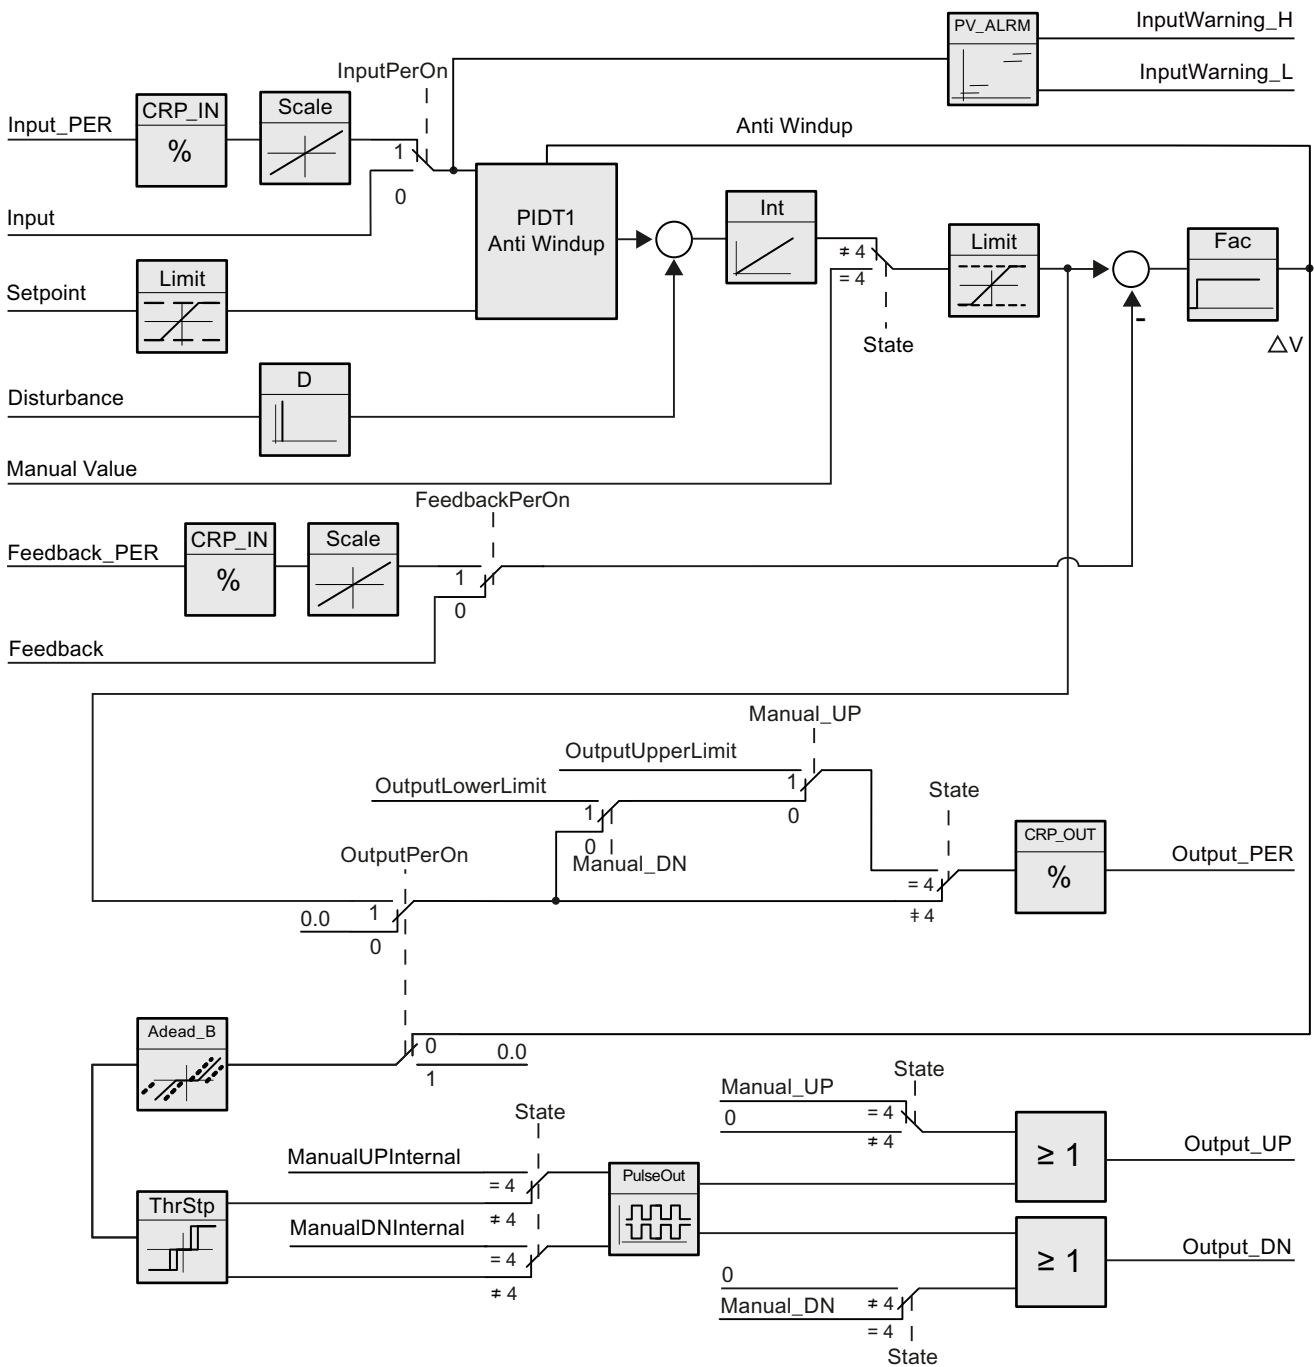 PV_ALRM
InputWarning_H
InputWarning_L
InputPerOn
Input_PER
CRP_IN
%
Scale
1
0
Input
Anti Windup
PIDT1
Anti Windup
Int
≠ 4
= 4
State
Limit
Fac
-
△V
Setpoint
Limit
Disturbance
D
Manual Value
FeedbackPerOn
Feedback_PER
CRP_IN
%
Scale
1
0
Feedback
Manual_UP
OutputUpperLimit
1
0
OutputLowerLimit
1
0
Manual_DN
State
= 4
≠ 4
CRP_OUT
%
Output_PER
OutputPerOn
0.0
1
0
Adead_B
0
0.0
1
State
Manual_UP
= 4
0
≠ 4
≥ 1
Output_UP
State
ManualUPInternal
= 4
≠ 4
PulseOut
ThrStp
ManualDNInternal
= 4
≠ 4
≥ 1
Output_DN
0
Manual_DN
≠ 4
= 4
State